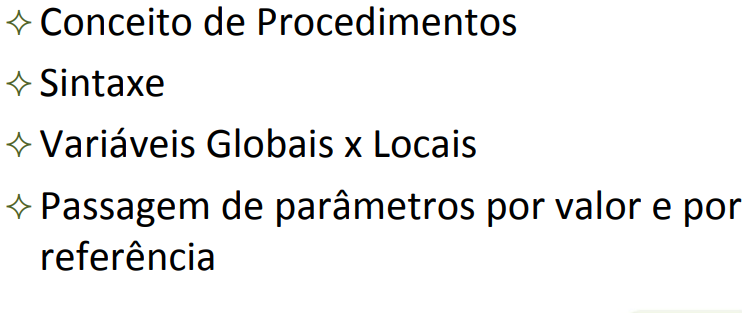 Conceito de Procedimentos
Sintaxe
Variáveis Globais x Locais
Passagem de parâmetros por valor e por
referência